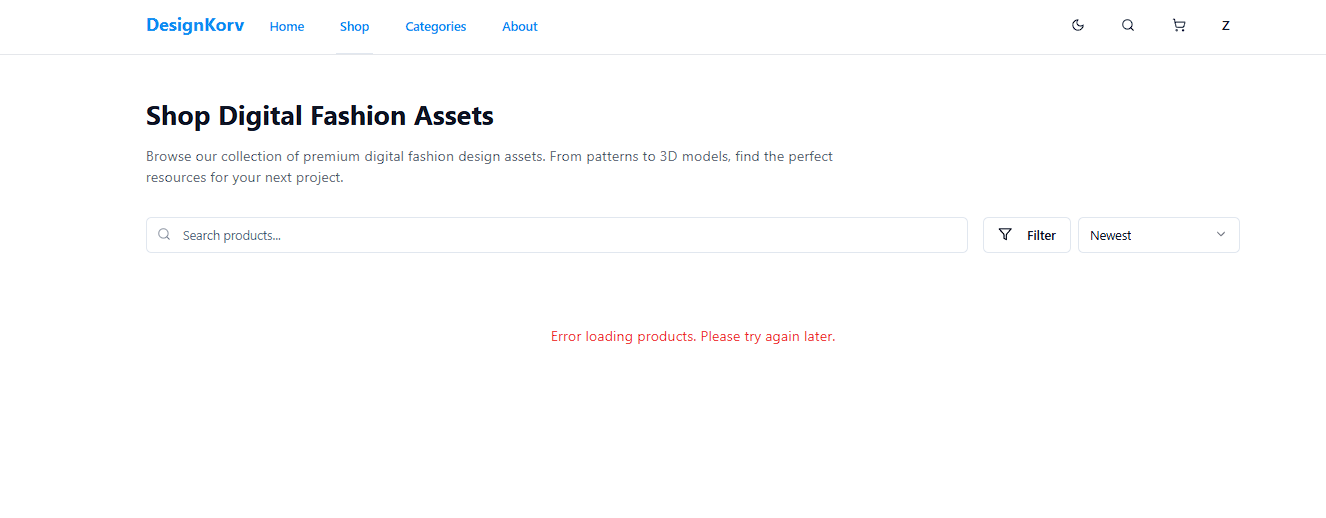 DesignKorv Home Shop Categories About Z
Shop Digital Fashion Assets
Browse our collection of premium digital fashion design assets. From patterns to 3D models, find the perfect
resources for your next project.
Search products... Filter Newest
Error loading products. Please try again later.